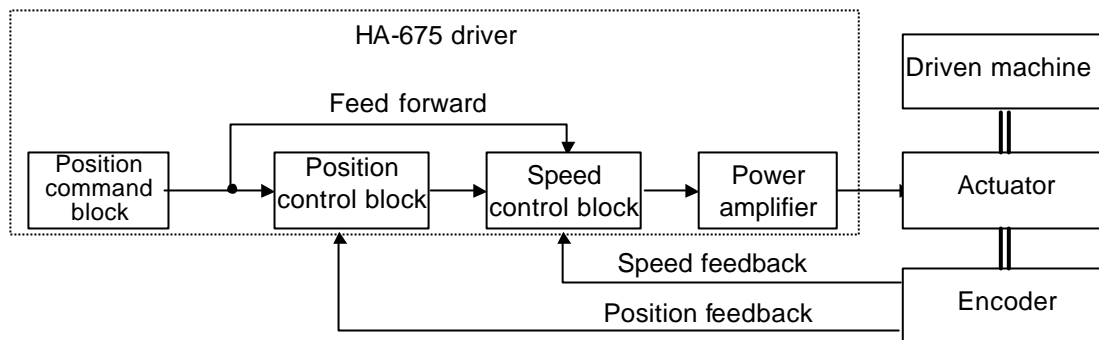 HA-675 driver
Driven machine
Feed forward
Position
command
block
Position
control block
Speed
control block
Power
amplifier
Actuator
Speed feedback
Encoder
Position feedback